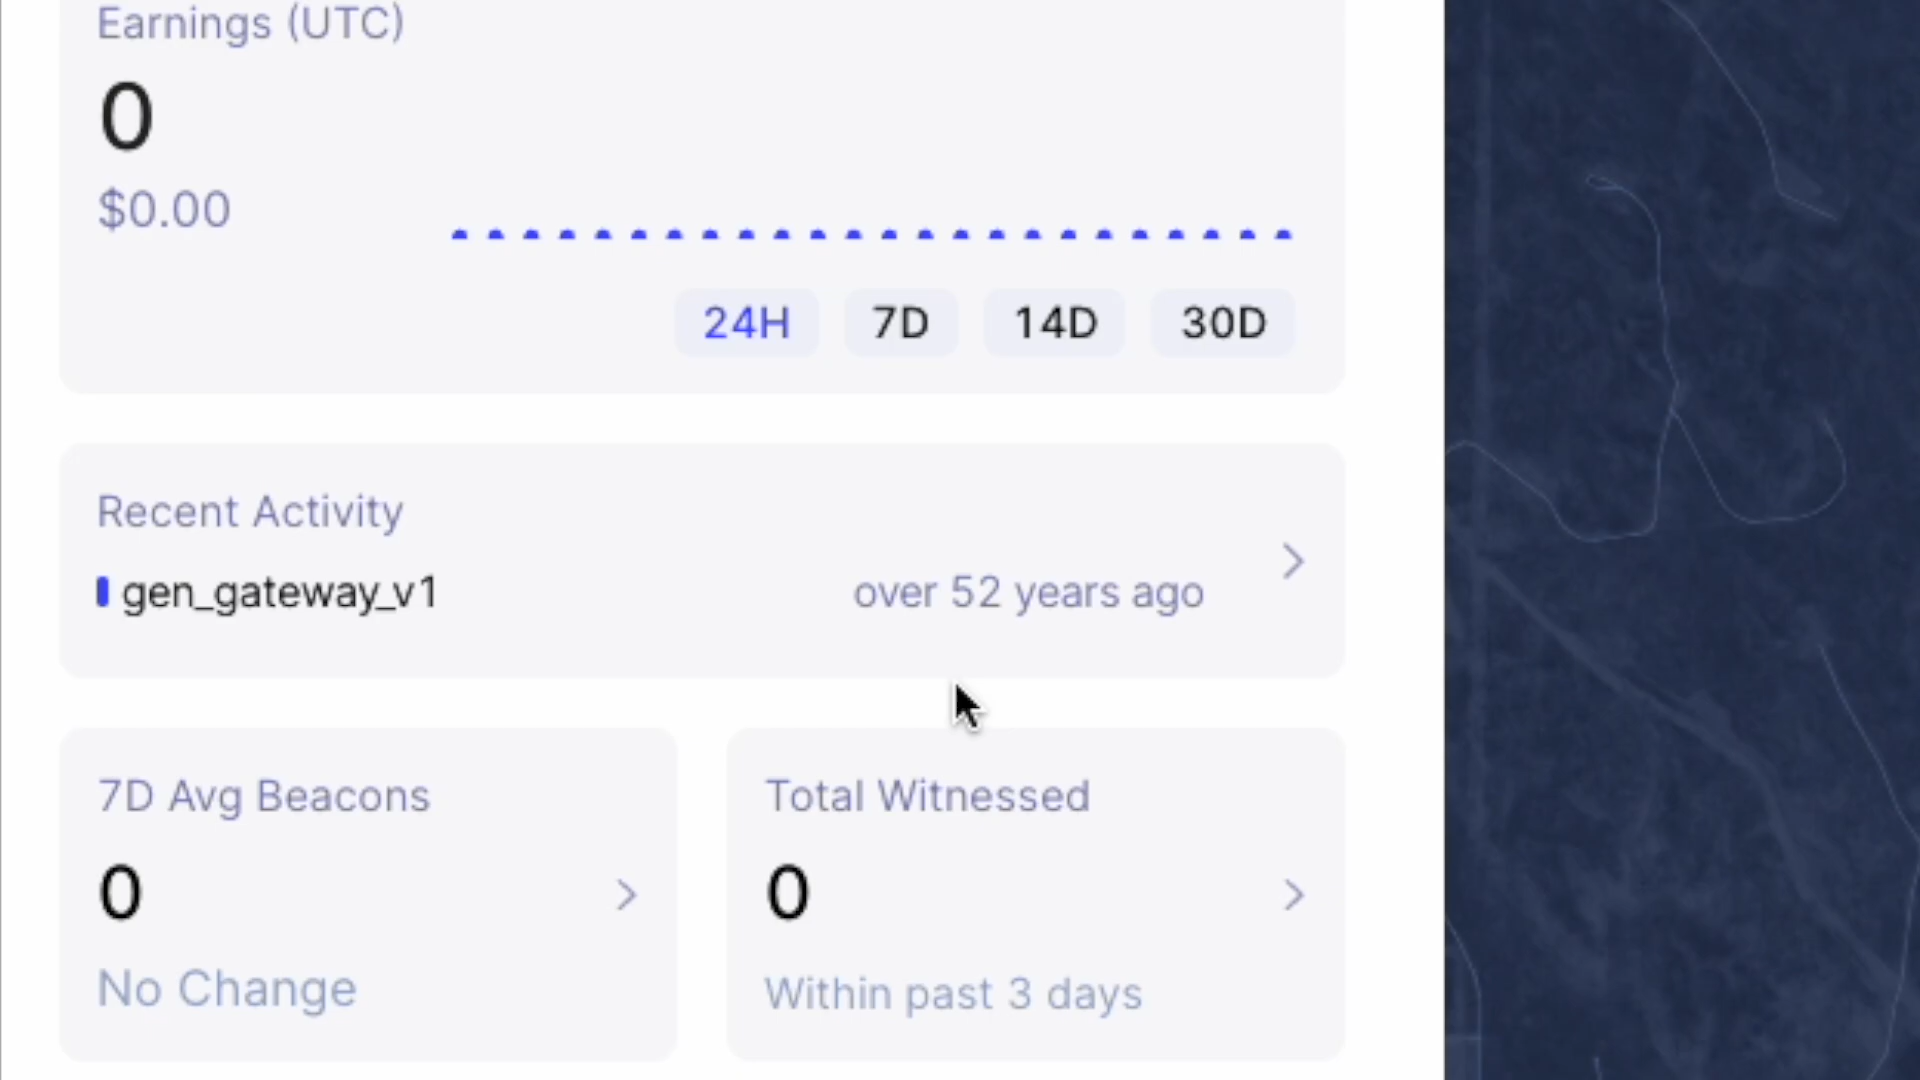 Earnings (UTC)
0
$0.00
24H 7D 14D 30D
Recent Activity
gen_gateway_v1 over 52 years ago
7D Avg Beacons
0
No Change
Total Witnessed
0
Within past 3 days